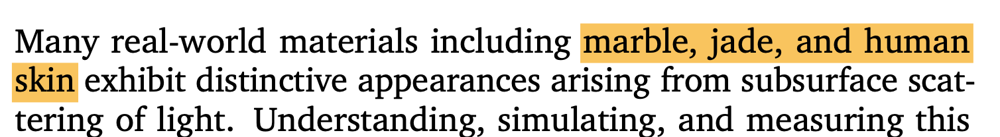 Many real-world materials including marble, jade, and human
skin exhibit distinctive appearances arising from subsurface scat-
tering of light. Understanding, simulating, and measuring this